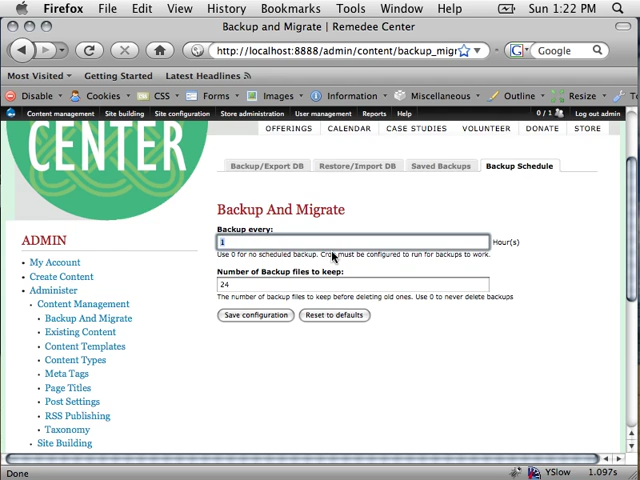 Firefox File Edit View History Bookmarks Tools Window Help Sun 1:22 PM
Backup and Migrate | Remedee Center
http://localhost:8888/admin/content/backup_migr
Google
Most Visited Getting Started Latest Headlines
Disable Cookies CSS Forms Images Information Miscellaneous Outline Resize To
Content management Site building Site configuration Store administration User management Reports Help 0 / 1 Log out admin
OFFERINGS CALENDAR CASE STUDIES VOLUNTEER DONATE STORE
CENTER
Backup/Export DB Restore/Import DB Saved Backups Backup Schedule
Backup And Migrate
Backup every:
1 Hour(s)
Use 0 for no scheduled backup. Cron must be configured to run for backups to work.
Number of Backup files to keep:
24
The number of backup files to keep before deleting old ones. Use 0 to never delete backups
Save configuration Reset to defaults
ADMIN
My Account
Create Content
Administer
Content Management
Backup And Migrate
Existing Content
Content Templates
Content Types
Meta Tags
Page Titles
Post Settings
RSS Publishing
Taxonomy
Site Building
Done YSlow 1.097s